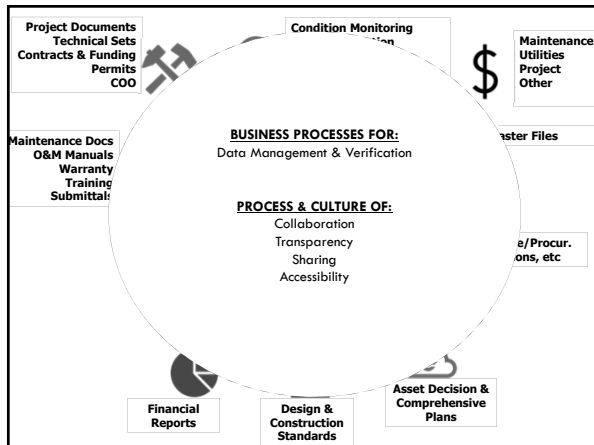 Project Documents
Technical Sets
Contracts & Funding
Permits
COO
Condition Monitoring
Maintenance
Utilities
Project
Other
Maintenance Docs
O&M Manuals
Warranty
Training
Submittals
BUSINESS PROCESSES FOR:
Data Management & Verification
PROCESS & CULTURE OF:
Collaboration
Transparency
Sharing
Accessibility
Files
Procur.
etc
Financial
Reports
Design &
Construction
Standards
Asset Decision &
Comprehensive
Plans